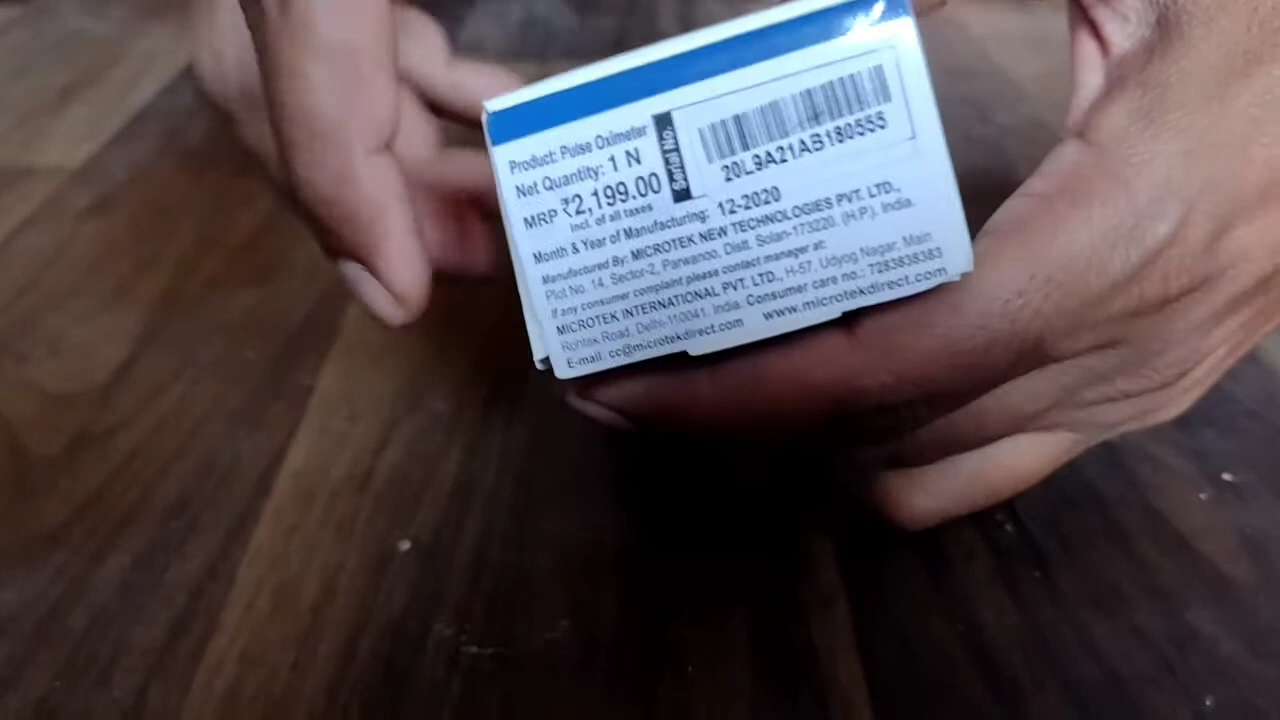 Product: Pulse Oximeter
Net Quantity: 1 N
MRP ₹2,199.00
Incl. of all taxes
Serial No.
20L9A21AB180555
Month & Year of Manufacturing: 12-2020
Manufactured By: MICROTEK NEW TECHNOLOGIES PVT. LTD.,
Plot No. 14, Sector-2, Parwanoo, Distt. Solan-173220. (H.P.). India.
If any consumer complaint please contact manager at:
MICROTEK INTERNATIONAL PVT. LTD., H-57, Udyog Nagar, Main
Rohtak Road, Delhi-110041. India. Consumer care no.: 7283838383
E-mail: cc@microtekdirect.com www.microtekdirect.com